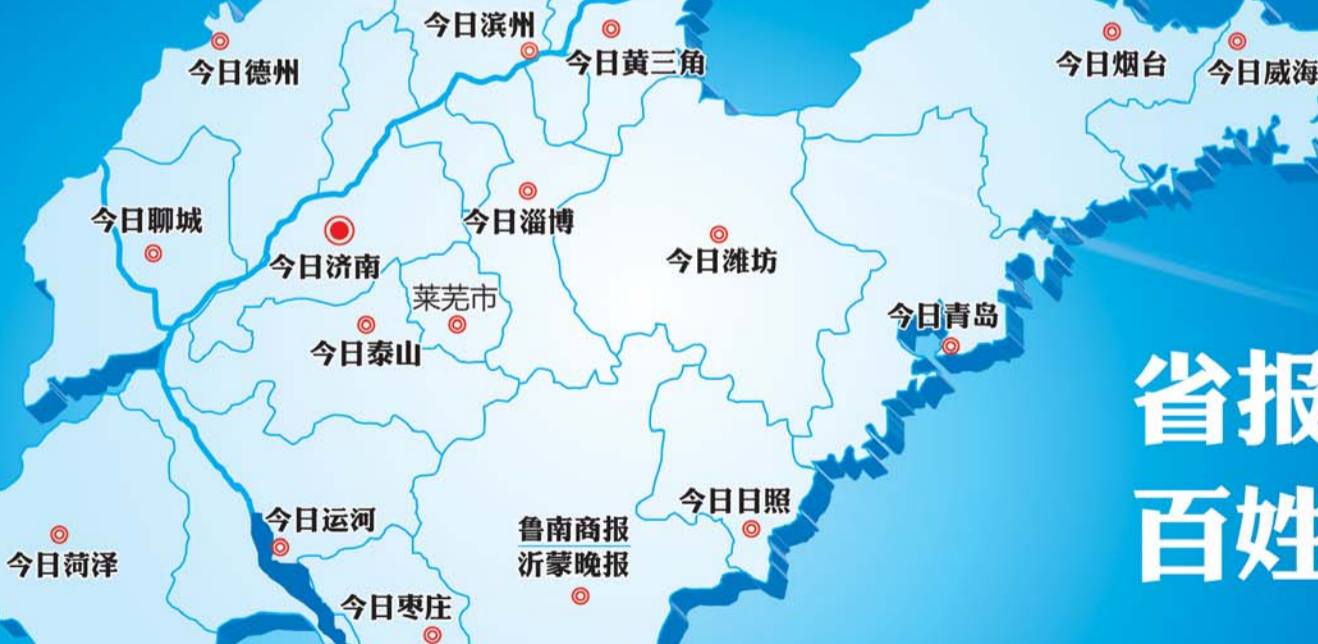 今日滨州
今日黄三角
今日烟台
今日威海
今日德州
今日聊城
今日淄博
今日潍坊
今日济南
莱芜市
今日青岛
今日泰山
省报
百姓
今日日照
今日运河
鲁南商报
沂蒙晚报
今日菏泽
今日枣庄